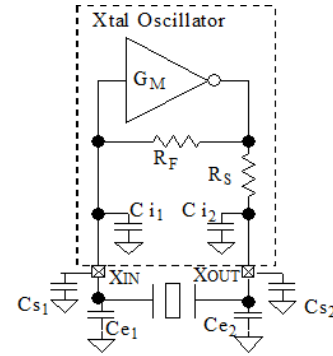 Xtal Oscillator
GM
RF
RS
Ci1 Ci2
XIN XOUT
Cs1 Cs2
Ce1 Ce2